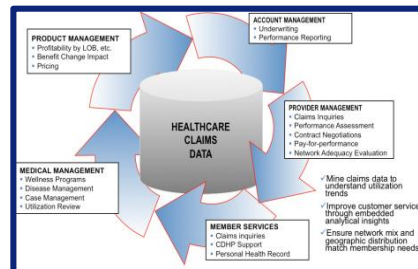 ACCOUNT MANAGEMENT
• Underwriting
• Performance Reporting
PRODUCT MANAGEMENT
• Profitability by LOB, etc.
• Benefit Change Impact
• Pricing
PROVIDER MANAGEMENT
• Claims Inquiries
• Performance Assessment
• Contract Negotiations
• Pay-for-performance
• Network Adequacy Evaluation
HEALTHCARE
CLAIMS
DATA
MEDICAL MANAGEMENT
• Wellness Programs
• Disease Management
• Case Management
• Utilization Review
MEMBER SERVICES
• Claims inquiries
• CDHP Support
• Personal Health Record
✓Mine claims data to
understand utilization
trends
✓Improve customer service
through embedded
analytical insights
✓Ensure network mix and
geographic distribution
match membership needs